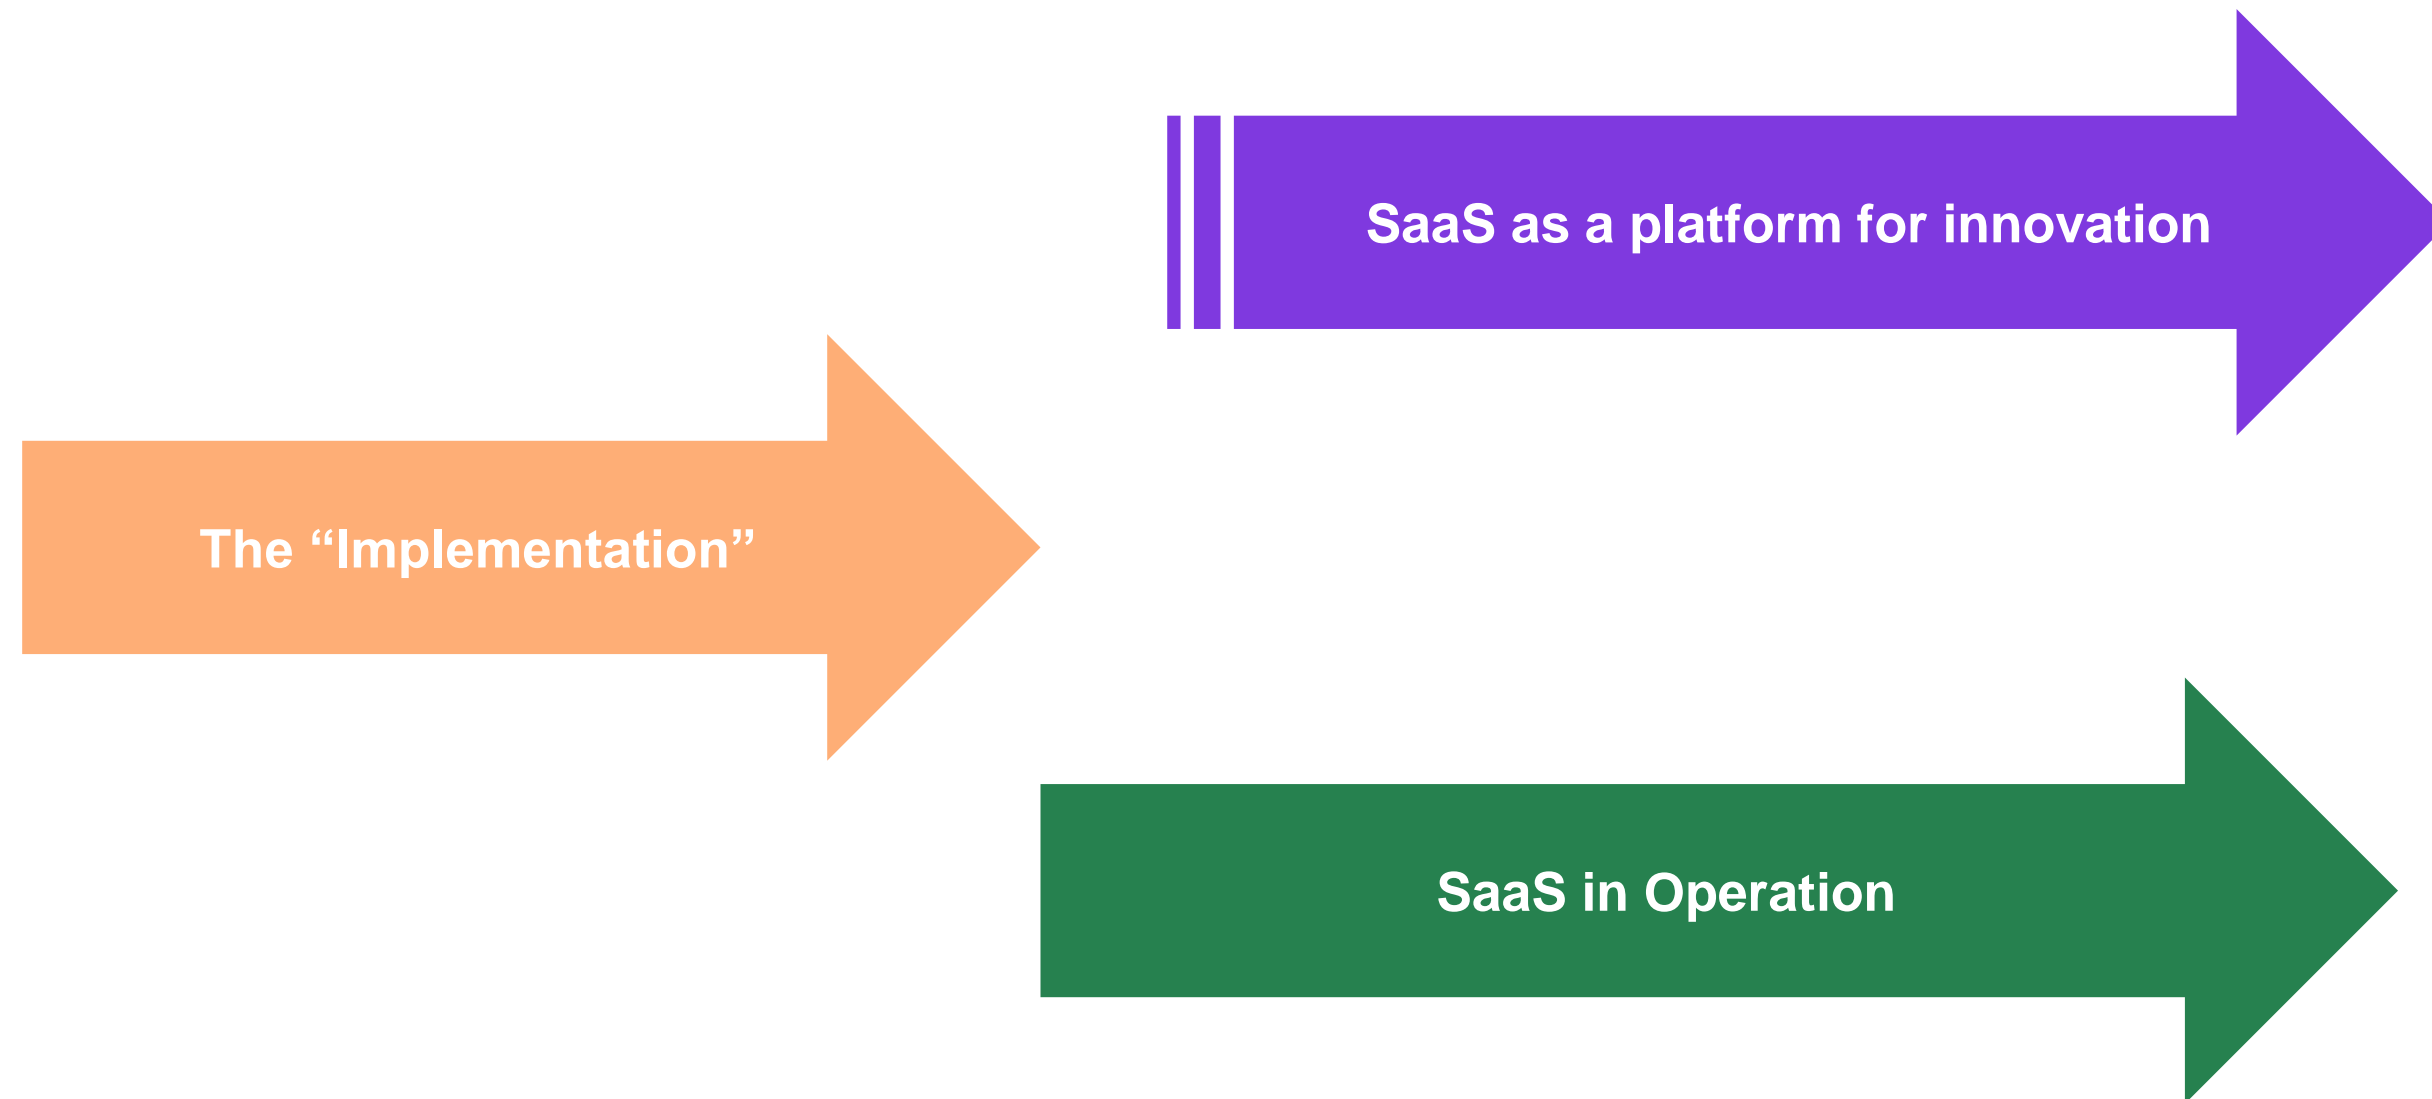 SaaS as a platform for innovation
The “Implementation”
SaaS in Operation